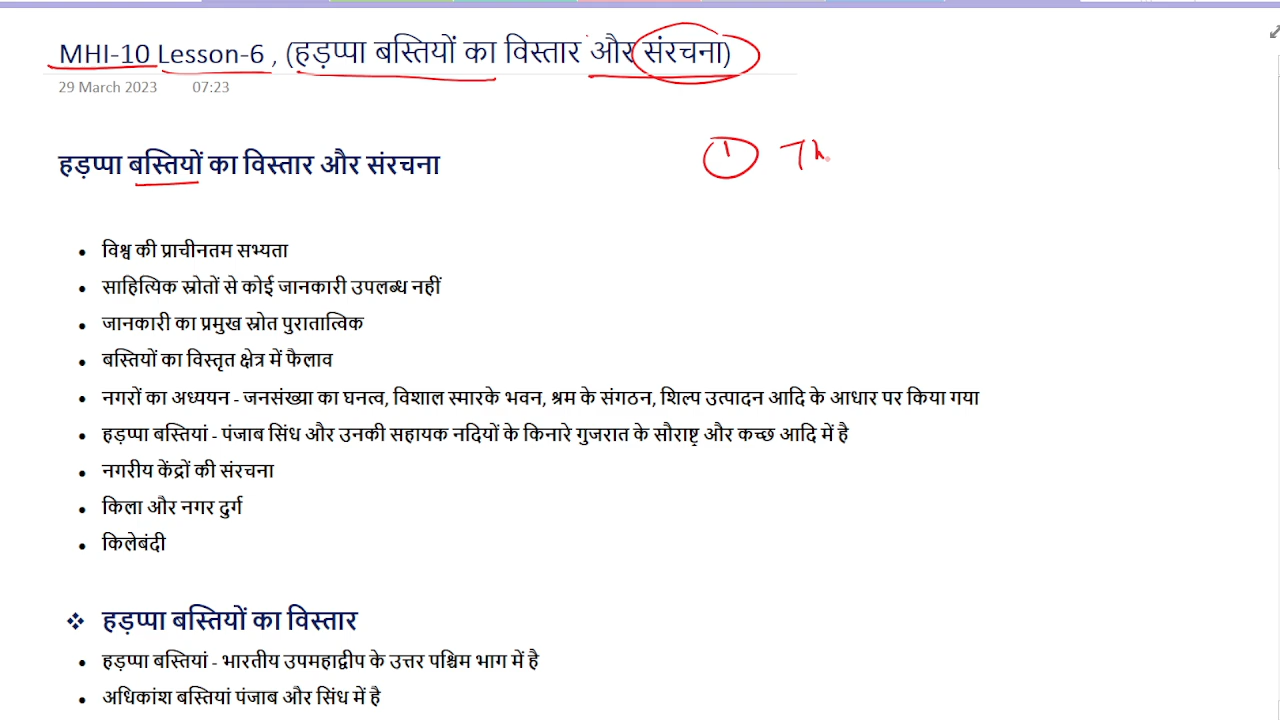 MHI-10 Lesson-6 , (हड़प्पा बस्तियों का विस्तार और संरचना)
29 March 2023 07:23
① Th
हड़प्पा बस्तियों का विस्तार और संरचना
• विश्व की प्राचीनतम सभ्यता
• साहित्यिक स्रोतों से कोई जानकारी उपलब्ध नहीं
• जानकारी का प्रमुख स्रोत पुरातात्विक
• बस्तियों का विस्तृत क्षेत्र में फैलाव
• नगरों का अध्ययन - जनसंख्या का घनत्व, विशाल स्मारके भवन, श्रम के संगठन, शिल्प उत्पादन आदि के आधार पर किया गया
• हड़प्पा बस्तियां - पंजाब सिंध और उनकी सहायक नदियों के किनारे गुजरात के सौराष्ट्र और कच्छ आदि में है
• नगरीय केंद्रों की संरचना
• किला और नगर दुर्ग
• किलेबंदी
❖ हड़प्पा बस्तियों का विस्तार
• हड़प्पा बस्तियां - भारतीय उपमहाद्वीप के उत्तर पश्चिम भाग में है
• अधिकांश बस्तियां पंजाब और सिंध में है